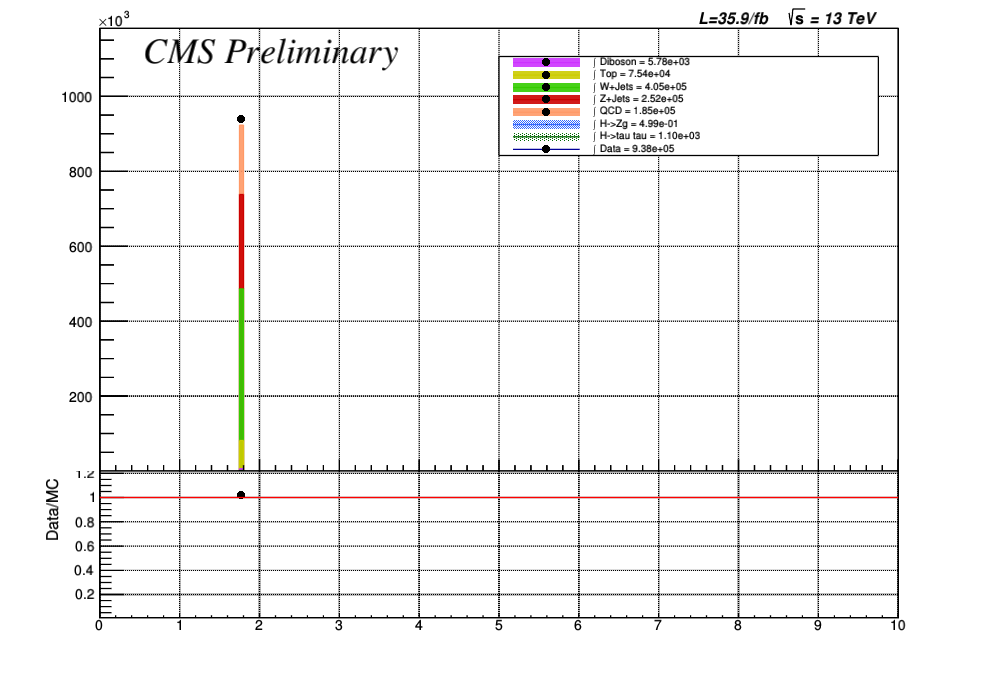 ×10³
L=35.9/fb √s = 13 TeV
CMS Preliminary
∫ Diboson = 5.78e+03
∫ Top = 7.54e+04
∫ W+Jets = 4.05e+05
∫ Z+Jets = 2.52e+05
∫ QCD = 1.85e+05
∫ H->Zg = 4.99e-01
∫ H->tau tau = 1.10e+03
∫ Data = 9.38e+05
1000
800
600
400
200
1.2
1
0.8
0.6
0.4
0.2
Data/MC
0 1 2 3 4 5 6 7 8 9 10